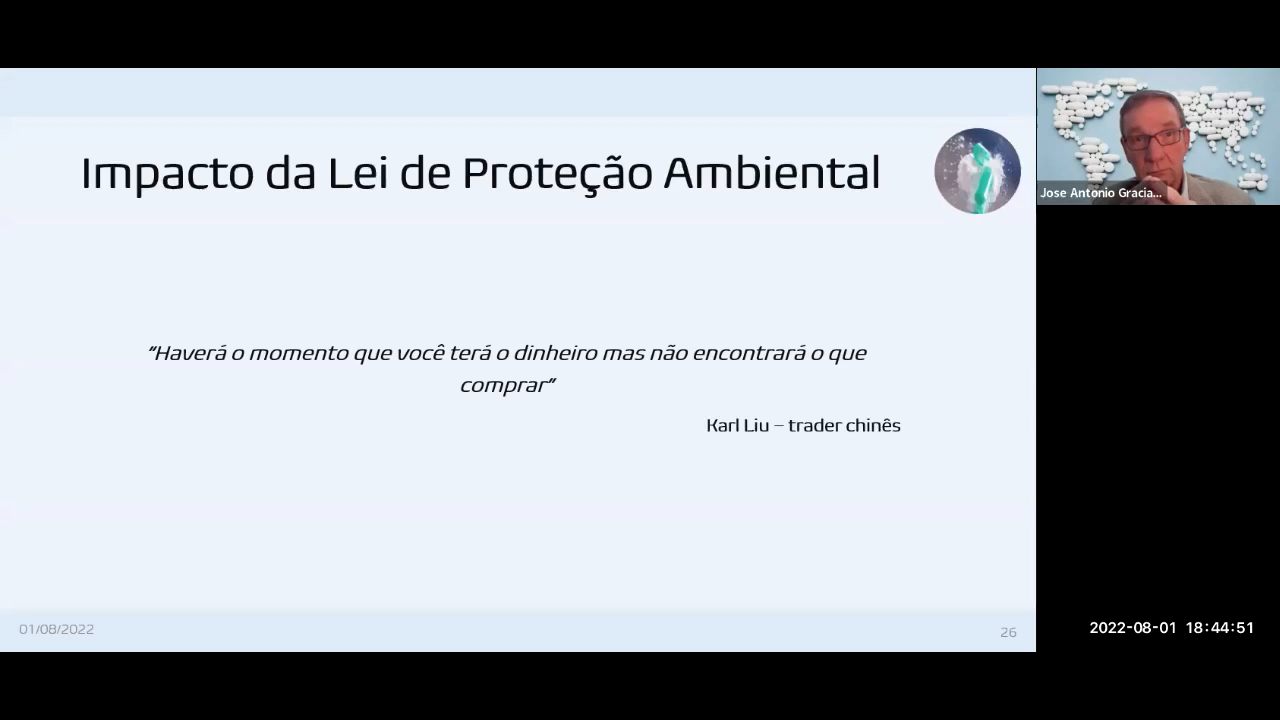 Impacto da Lei de Proteção Ambiental
“Haverá o momento que você terá o dinheiro mas não encontrará o que
comprar”
Karl Liu – trader chinês
01/08/2022
26
Jose Antonio Gracia...
2022-08-01 18:44:51